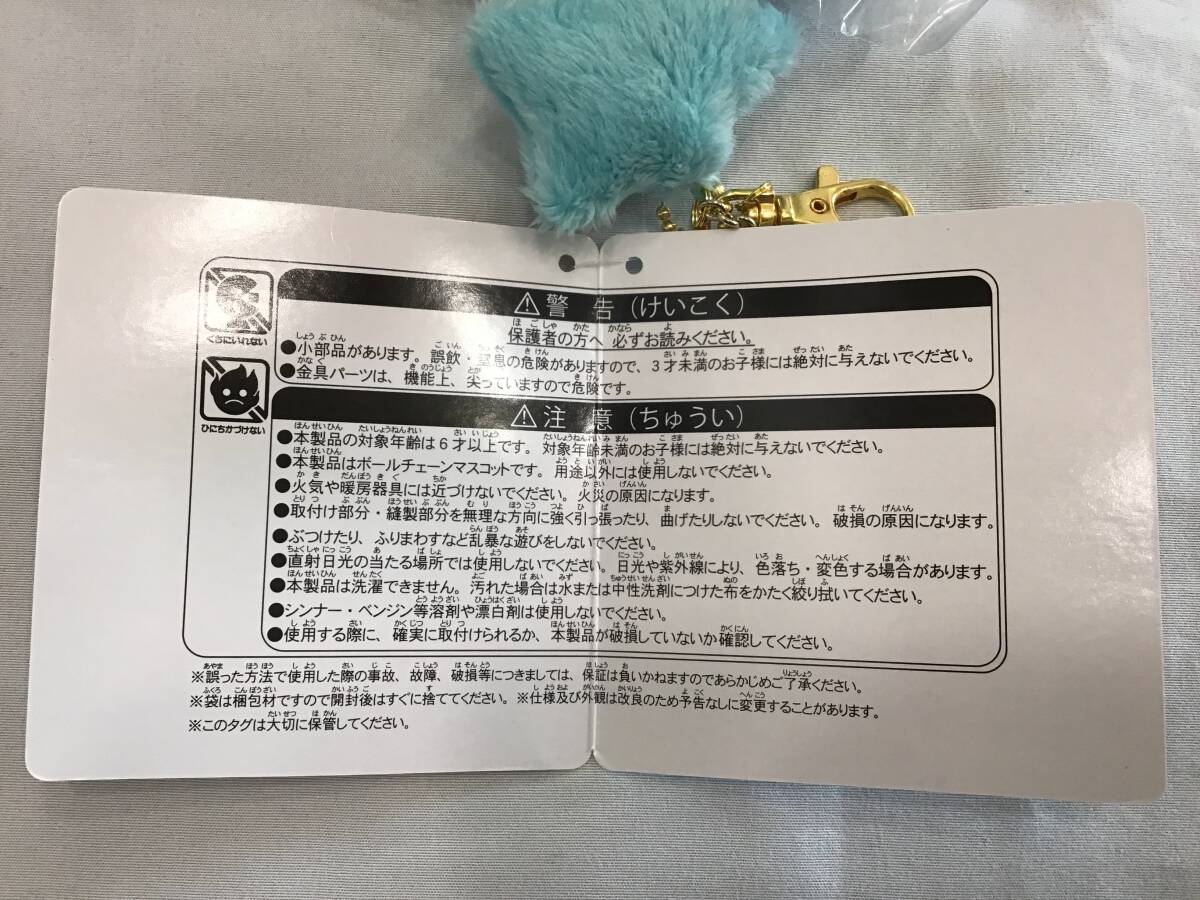 くちにいれない
ひにちかづけない
⚠警 告(けいこく)
保護者の方へ 必ずお読みください。
●小部品があります。誤飲・窒息の危険がありますので、3才未満のお子様には絶対に与えないでください。
●金具パーツは、機能上、尖っていますので危険です。
⚠注 意(ちゅうい)
●本製品の対象年齢は6才以上です。対象年齢未満のお子様には絶対に与えないでください。
●本製品はボールチェーンマスコットです。用途以外には使用しないでください。
●火気や暖房器具には近づけないでください。火災の原因になります。
●取付け部分・縫製部分を無理な方向に強く引っ張ったり、曲げたりしないでください。破損の原因になります。
●ぶつけたり、ふりまわすなど乱暴な遊びをしないでください。
●直射日光の当たる場所では使用しないでください。日光や紫外線により、色落ち・変色する場合があります。
●本製品は洗濯できません。汚れた場合は水または中性洗剤につけた布をかたく絞り拭いてください。
●シンナー・ベンジン等溶剤や漂白剤は使用しないでください。
●使用する際に、確実に取付けられるか、本製品が破損していないか確認してください。
※誤った方法で使用した際の事故、故障、破損等につきましては、保証は負いかねますのであらかじめご了承ください。
※袋は梱包材ですので開封後はすぐに捨ててください。※仕様及び外観は改良のため予告なしに変更することがあります。
※このタグは大切に保管してください。